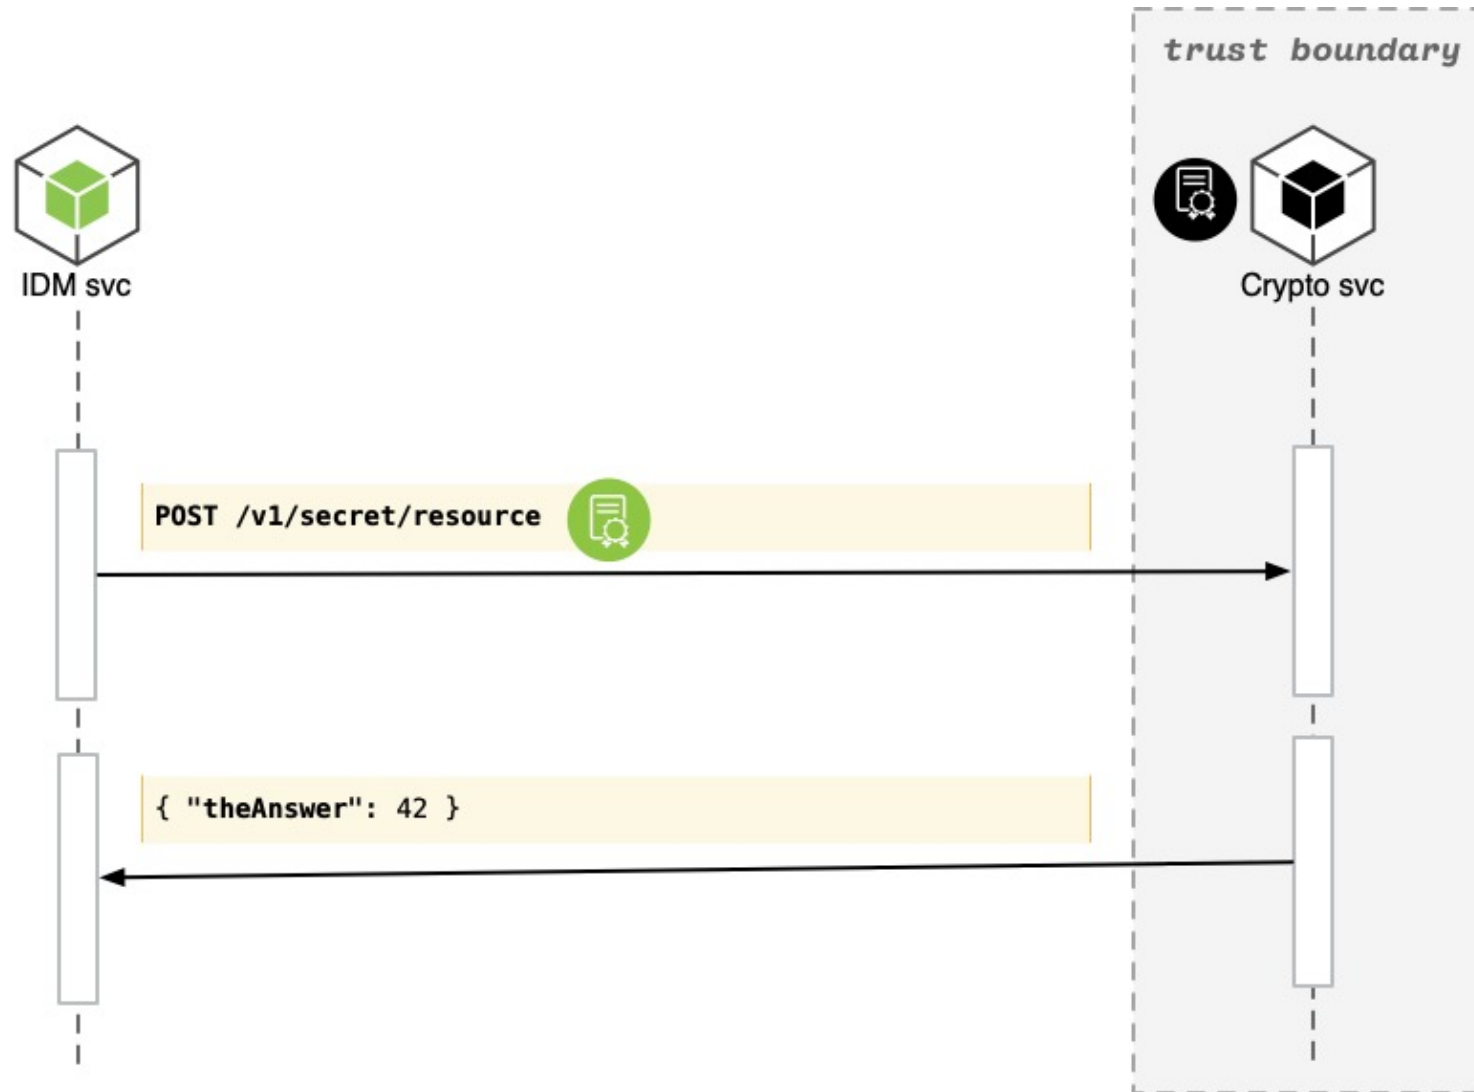 trust boundary
IDM svc
Crypto svc
POST /v1/secret/resource
{ "theAnswer": 42 }